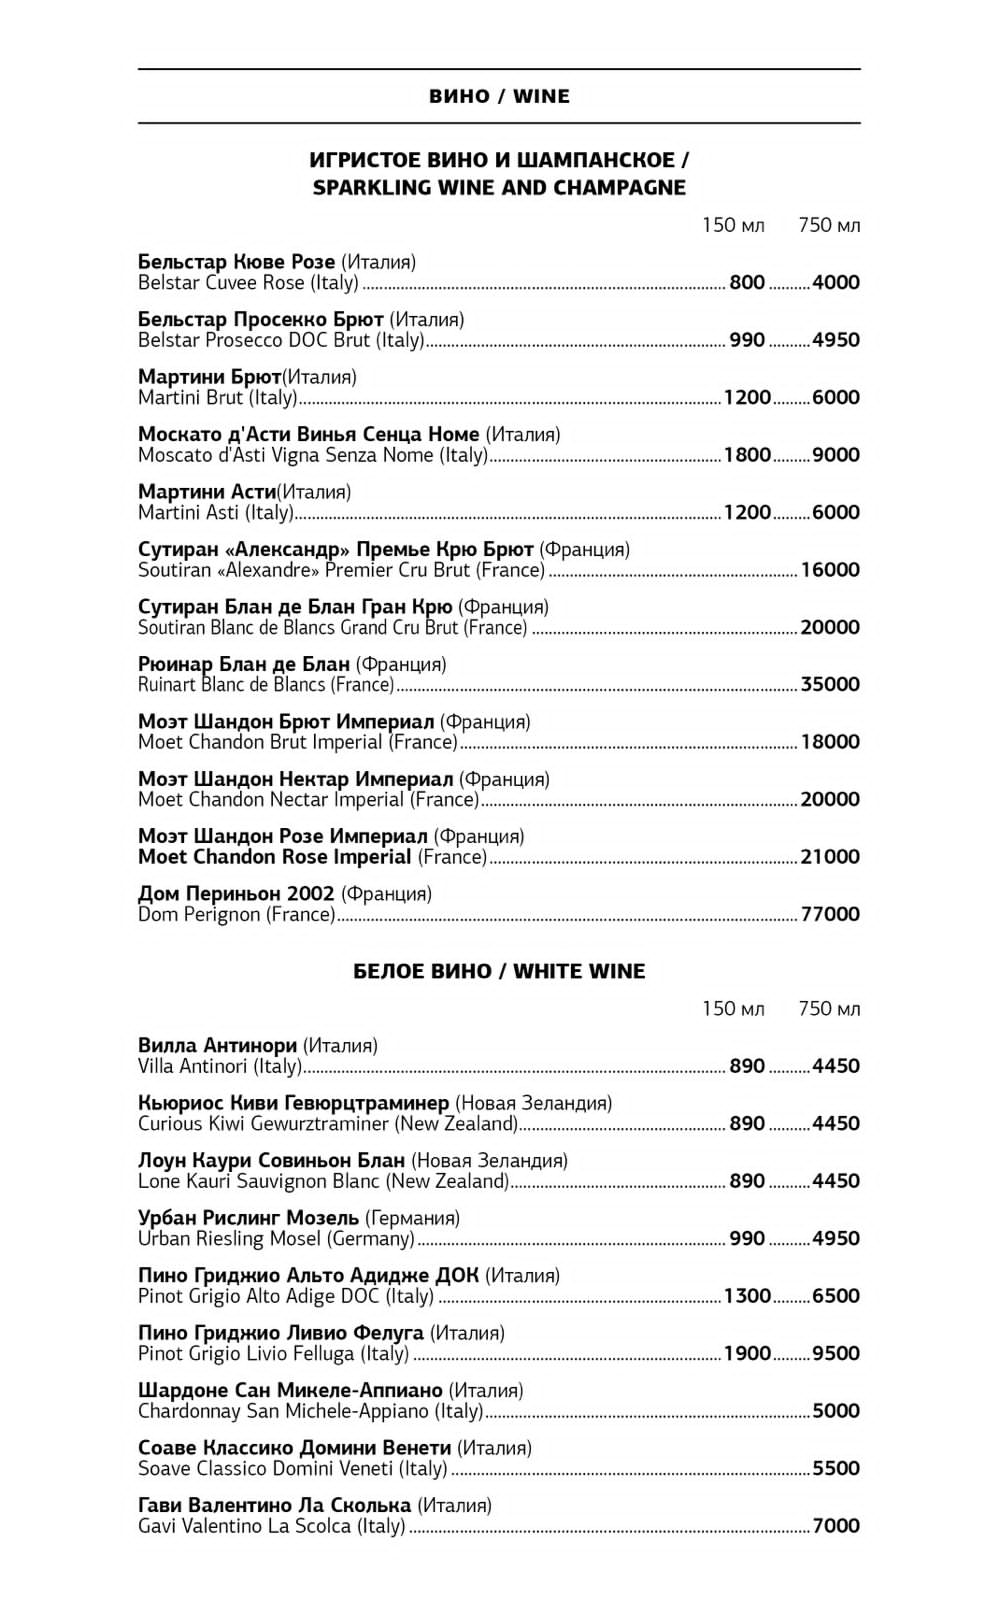 ВИНО / WINE
ИГРИСТОЕ ВИНО И ШАМПАНСКОЕ /
SPARKLING WINE AND CHAMPAGNE
150 мл 750 мл
Бельстар Кюве Розе (Италия)
Belstar Cuvee Rose (Italy) 800 4000
Бельстар Просекко Брют (Италия)
Belstar Prosecco DOC Brut (Italy) 990 4950
Мартини Брют(Италия)
Martini Brut (Italy) 1200 6000
Москато д'Асти Винья Сенца Номе (Италия)
Moscato d'Asti Vigna Senza Nome (Italy) 1800 9000
Мартини Асти(Италия)
Martini Asti (Italy) 1200 6000
Сутиран «Александр» Премье Крю Брют (Франция)
Soutiran «Alexandre» Premier Cru Brut (France) 16000
Сутиран Блан де Блан Гран Крю (Франция)
Soutiran Blanc de Blancs Grand Cru Brut (France) 20000
Рюинар Блан де Блан (Франция)
Ruinart Blanc de Blancs (France) 35000
Моэт Шандон Брют Империал (Франция)
Moet Chandon Brut Imperial (France) 18000
Моэт Шандон Нектар Империал (Франция)
Moet Chandon Nectar Imperial (France) 20000
Моэт Шандон Розе Империал (Франция)
Moet Chandon Rose Imperial (France) 21000
Дом Периньон 2002 (Франция)
Dom Perignon (France) 77000
БЕЛОЕ ВИНО / WHITE WINE
150 мл 750 мл
Вилла Антинори (Италия)
Villa Antinori (Italy) 890 4450
Кьюриос Киви Гевюрцтраминер (Новая Зеландия)
Curious Kiwi Gewurztraminer (New Zealand) 890 4450
Лоун Каури Совиньон Блан (Новая Зеландия)
Lone Kauri Sauvignon Blanc (New Zealand) 890 4450
Урбан Рислинг Мозель (Германия)
Urban Riesling Mosel (Germany) 990 4950
Пино Гриджио Альто Адидже ДОК (Италия)
Pinot Grigio Alto Adige DOC (Italy) 1300 6500
Пино Гриджио Ливио Фелуга (Италия)
Pinot Grigio Livio Felluga (Italy) 1900 9500
Шардоне Сан Микеле-Аппиано (Италия)
Chardonnay San Michele-Appiano (Italy) 5000
Соаве Классико Домини Венети (Италия)
Soave Classico Domini Veneti (Italy) 5500
Гави Валентино Ла Сколька (Италия)
Gavi Valentino La Scolca (Italy) 7000